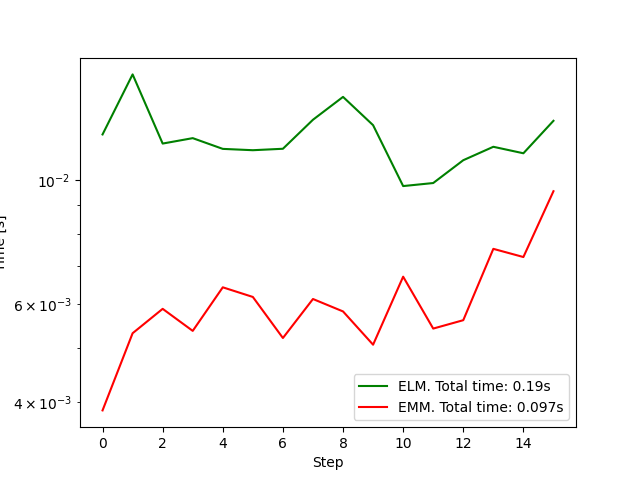 Time [s]
10⁻²
6 × 10⁻³
4 × 10⁻³
0 2 4 6 8 10 12 14
Step
ELM. Total time: 0.19s
EMM. Total time: 0.097s